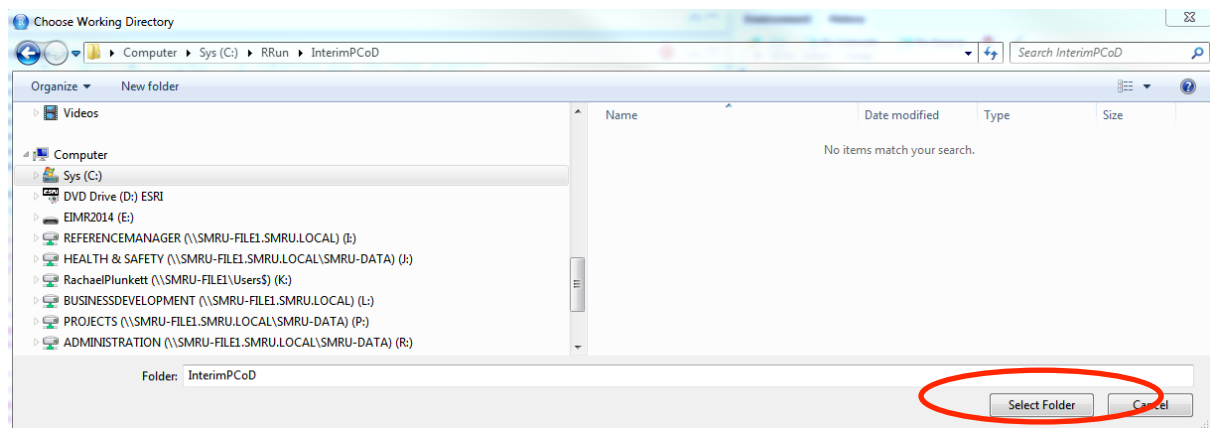 Choose Working Directory
Computer Sys (C:) RRun InterimPCoD Search InterimPCoD
Organize New folder
Videos Name Date modified Type Size
No items match your search.
Computer
Sys (C:)
DVD Drive (D:) ESRI
EIMR2014 (E:)
REFERENCEMANAGER (\\SMRU-FILE1.SMRU.LOCAL) (I:)
HEALTH & SAFETY (\\SMRU-FILE1.SMRU.LOCAL\SMRU-DATA) (J:)
RachaelPlunkett (\\SMRU-FILE1\Users$) (K:)
BUSINESSDEVELOPMENT (\\SMRU-FILE1.SMRU.LOCAL) (L:)
PROJECTS (\\SMRU-FILE1.SMRU.LOCAL\SMRU-DATA) (P:)
ADMINISTRATION (\\SMRU-FILE1.SMRU.LOCAL\SMRU-DATA) (R:)
Folder: InterimPCoD
Select Folder Cancel